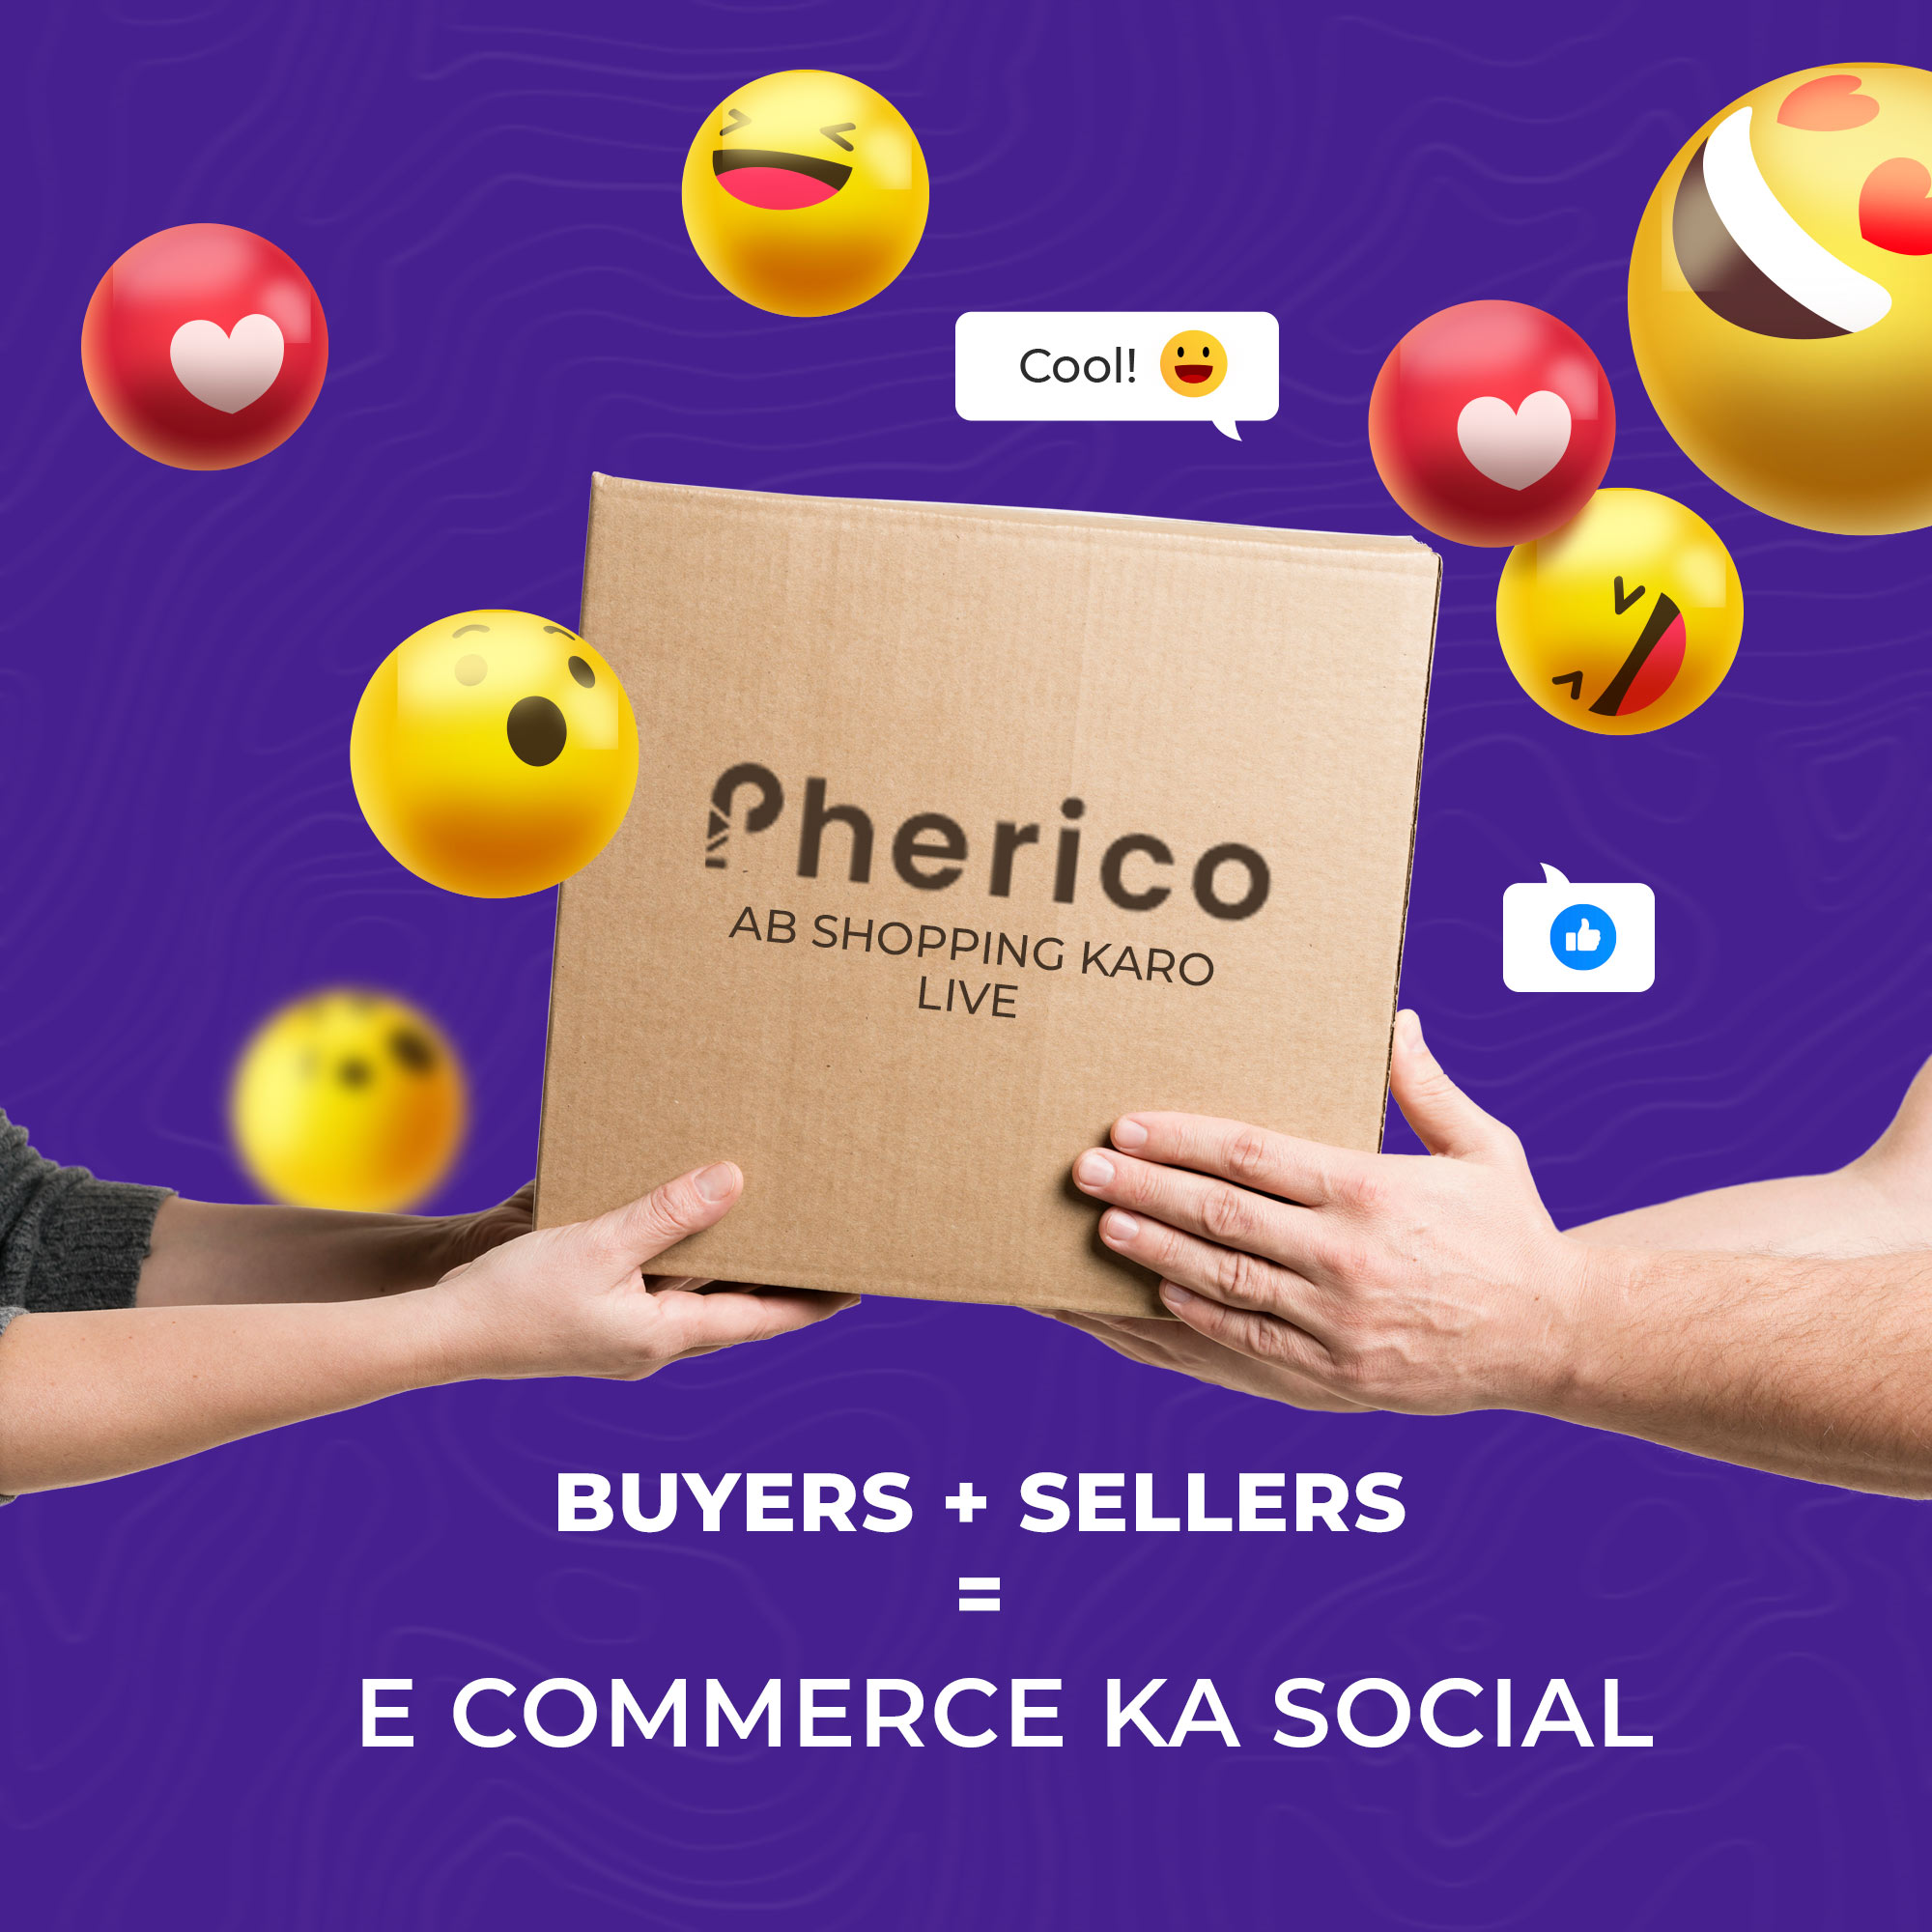 Cool!
Pherico
AB SHOPPING KARO
LIVE
BUYERS + SELLERS
=
E COMMERCE KA SOCIAL